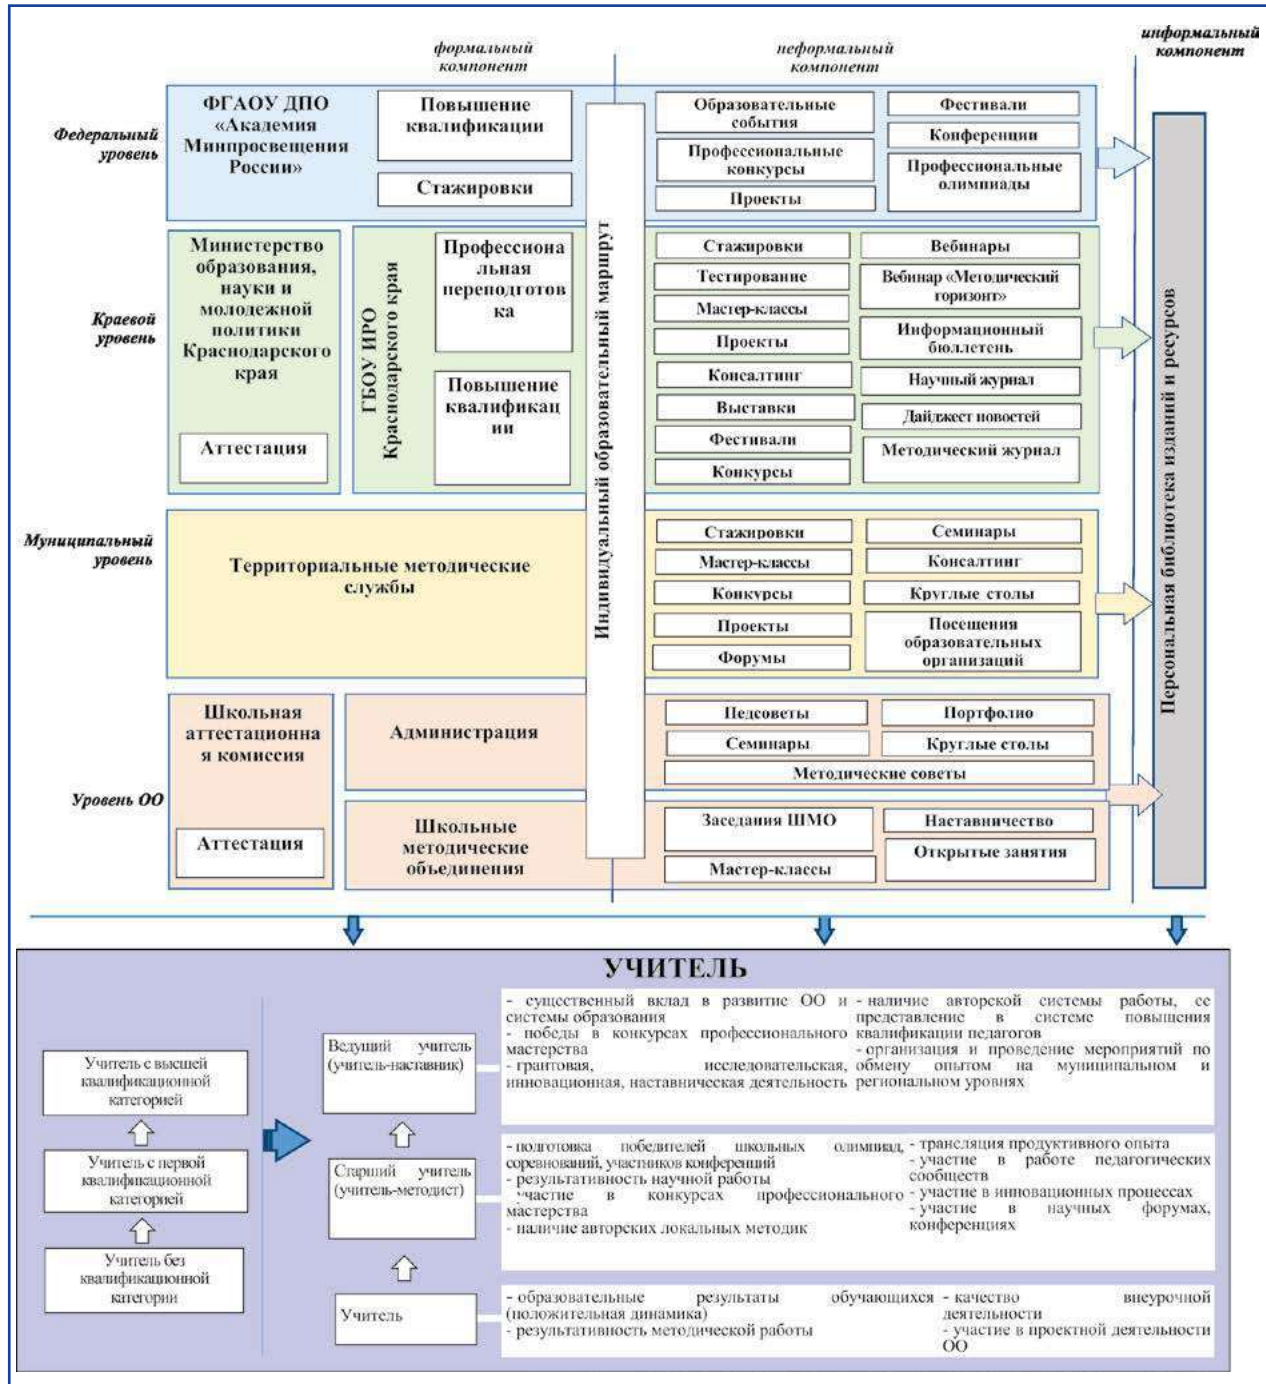 формальный
компонент
неформальный
компонент
информальный
компонент
Федеральный
уровень
ФГАОУ ДПО
«Академия
Минпросвещения
России»
Повышение
квалификации
Стажировки
Образовательные
события
Профессиональные
конкурсы
Проекты
Фестивали
Конференции
Профессиональные
олимпиады
Краевой
уровень
Министерство
образования,
науки и
молодежной
политики
Краснодарского
края
Аттестация
ГБОУ ИРО
Краснодарского края
Профессиона
льная
переподготов
ка
Повышение
квалификац
ии
Индивидуальный образовательный маршрут
Стажировки
Тестирование
Мастер-классы
Проекты
Консалтинг
Выставки
Фестивали
Конкурсы
Вебинары
Вебинар «Методический
горизонт»
Информационный
бюллетень
Научный журнал
Дайджест новостей
Методический журнал
Персональная библиотека изданий и ресурсов
Муниципальный
уровень
Территориальные методические
службы
Стажировки
Мастер-классы
Конкурсы
Проекты
Форумы
Семинары
Консалтинг
Круглые столы
Посещения
образовательных
организаций
Уровень ОО
Школьная
аттестационна
я комиссия
Аттестация
Администрация
Педсоветы
Семинары
Портфолио
Круглые столы
Методические советы
Школьные
методические
объединения
Заседания ШМО
Мастер-классы
Наставничество
Открытые занятия
УЧИТЕЛЬ
Учитель с высшей
квалификационной
категорией
Учитель с первой
квалификационной
категорией
Учитель без
квалификационной
категории
Ведущий учитель
(учитель-наставник)
- существенный вклад в развитие ОО и
системы образования
- победы в конкурсах профессионального
мастерства
- грантовая, исследовательская,
инновационная, наставническая деятельность
- наличие авторской системы работы, ее
представление в системе повышения
квалификации педагогов
- организация и проведение мероприятий по
обмену опытом на муниципальном и
региональном уровнях
Старший учитель
(учитель-методист)
- подготовка победителей школьных олимпиад,
соревнований, участников конференций
- результативность научной работы
участие в конкурсах профессионального
мастерства
- наличие авторских локальных методик
- трансляция продуктивного опыта
- участие в работе педагогических
сообществ
- участие в инновационных процессах
- участие в научных форумах,
конференциях
Учитель
- образовательные результаты обучающихся
(положительная динамика)
- результативность методической работы
- качество внеурочной
деятельности
- участие в проектной деятельности
ОО